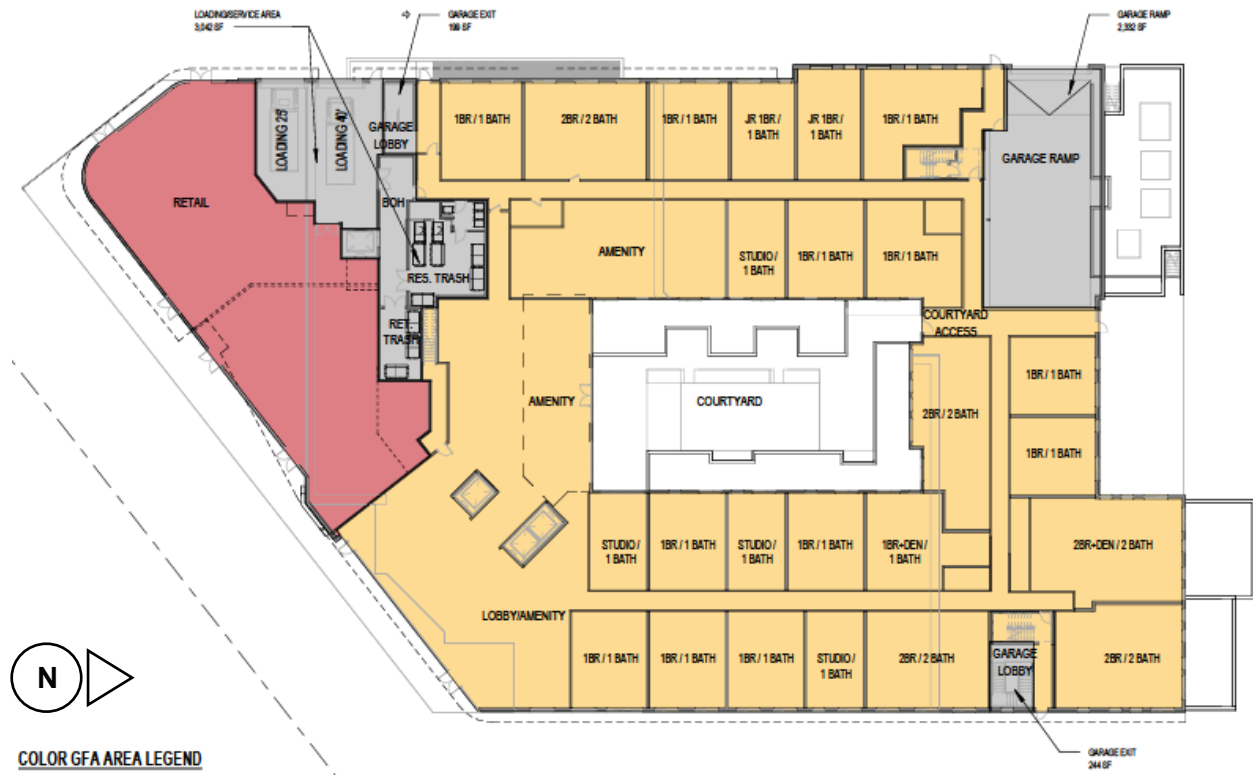 LOADING/SERVICE AREA
3,042 SF
GARAGE EXIT
199 SF
GARAGE RAMP
2,332 SF
LOADING 25'
LOADING 40'
GARAGE
LOBBY
1BR / 1 BATH
2BR / 2 BATH
1BR / 1 BATH
JR 1BR /
1 BATH
JR 1BR /
1 BATH
1BR / 1 BATH
GARAGE RAMP
RETAIL
BOH
AMENITY
STUDIO /
1 BATH
1BR / 1 BATH
1BR / 1 BATH
RES. TRASH
RET.
TRASH
COURTYARD
ACCESS
1BR / 1 BATH
AMENITY
COURTYARD
2BR / 2 BATH
1BR / 1 BATH
STUDIO /
1 BATH
1BR / 1 BATH
STUDIO /
1 BATH
1BR / 1 BATH
1BR+DEN /
1 BATH
2BR+DEN / 2 BATH
LOBBY/AMENITY
1BR / 1 BATH
1BR / 1 BATH
1BR / 1 BATH
STUDIO /
1 BATH
2BR / 2 BATH
GARAGE
LOBBY
2BR / 2 BATH
N
GARAGE EXIT
244 SF
COLOR GFA AREA LEGEND